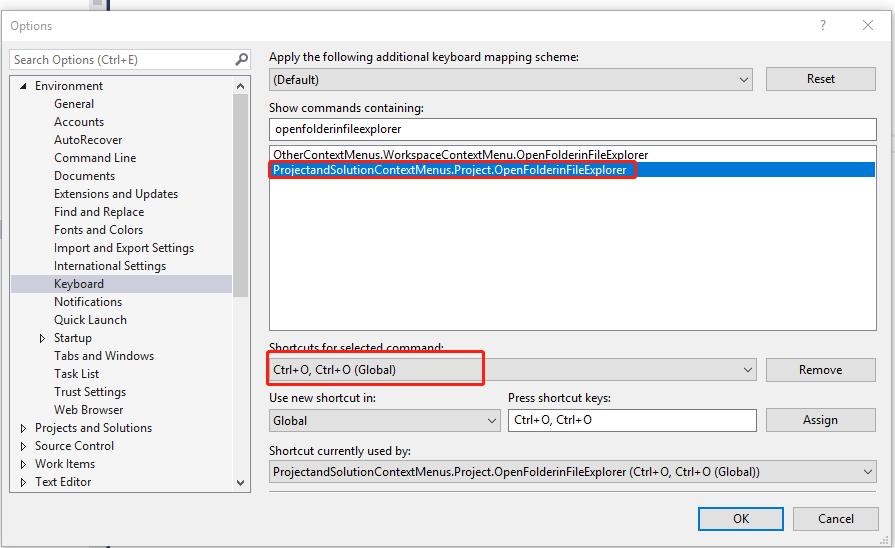 Options
?
Search Options (Ctrl+E)
Environment
General
Accounts
AutoRecover
Command Line
Documents
Extensions and Updates
Find and Replace
Fonts and Colors
Import and Export Settings
International Settings
Keyboard
Notifications
Quick Launch
Startup
Tabs and Windows
Task List
Trust Settings
Web Browser
Projects and Solutions
Source Control
Work Items
Text Editor
Apply the following additional keyboard mapping scheme:
(Default)
Reset
Show commands containing:
openfolderinfileexplorer
OtherContextMenus.WorkspaceContextMenu.OpenFolderinFileExplorer
ProjectandSolutionContextMenus.Project.OpenFolderinFileExplorer
Shortcuts for selected command:
Ctrl+O, Ctrl+O (Global)
Remove
Use new shortcut in:
Press shortcut keys:
Global
Ctrl+O, Ctrl+O
Assign
Shortcut currently used by:
ProjectandSolutionContextMenus.Project.OpenFolderinFileExplorer (Ctrl+O, Ctrl+O (Global))
OK
Cancel